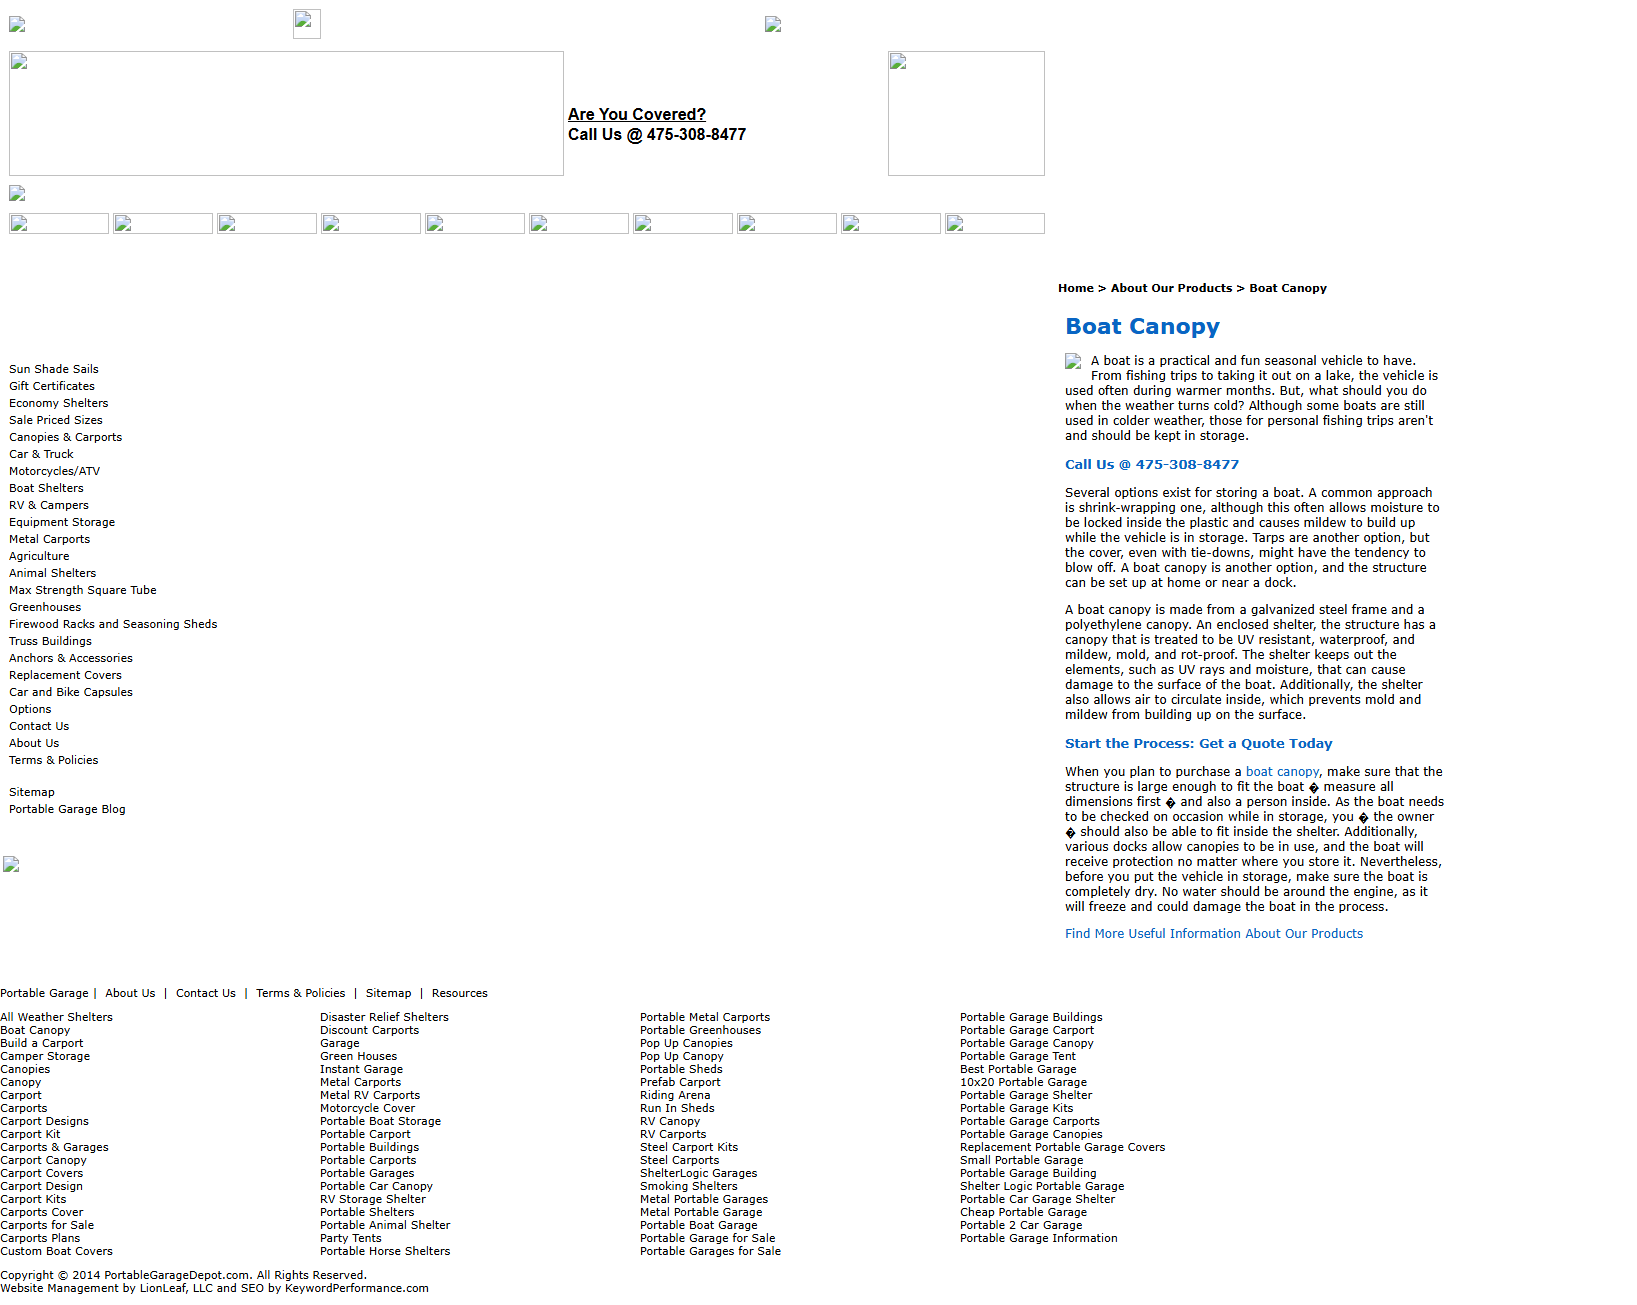 Are You Covered?
Call Us @ 475-308-8477
Home > About Our Products > Boat Canopy
Boat Canopy
A boat is a practical and fun seasonal vehicle to have.
From fishing trips to taking it out on a lake, the vehicle is
used often during warmer months. But, what should you do
when the weather turns cold? Although some boats are still
used in colder weather, those for personal fishing trips aren't
and should be kept in storage.
Call Us @ 475-308-8477
Several options exist for storing a boat. A common approach
is shrink-wrapping one, although this often allows moisture to
be locked inside the plastic and causes mildew to build up
while the vehicle is in storage. Tarps are another option, but
the cover, even with tie-downs, might have the tendency to
blow off. A boat canopy is another option, and the structure
can be set up at home or near a dock.
A boat canopy is made from a galvanized steel frame and a
polyethylene canopy. An enclosed shelter, the structure has a
canopy that is treated to be UV resistant, waterproof, and
mildew, mold, and rot-proof. The shelter keeps out the
elements, such as UV rays and moisture, that can cause
damage to the surface of the boat. Additionally, the shelter
also allows air to circulate inside, which prevents mold and
mildew from building up on the surface.
Start the Process: Get a Quote Today
When you plan to purchase a boat canopy, make sure that the
structure is large enough to fit the boat � measure all
dimensions first � and also a person inside. As the boat needs
to be checked on occasion while in storage, you � the owner
� should also be able to fit inside the shelter. Additionally,
various docks allow canopies to be in use, and the boat will
receive protection no matter where you store it. Nevertheless,
before you put the vehicle in storage, make sure the boat is
completely dry. No water should be around the engine, as it
will freeze and could damage the boat in the process.
Find More Useful Information About Our Products
Sun Shade Sails
Gift Certificates
Economy Shelters
Sale Priced Sizes
Canopies & Carports
Car & Truck
Motorcycles/ATV
Boat Shelters
RV & Campers
Equipment Storage
Metal Carports
Agriculture
Animal Shelters
Max Strength Square Tube
Greenhouses
Firewood Racks and Seasoning Sheds
Truss Buildings
Anchors & Accessories
Replacement Covers
Car and Bike Capsules
Options
Contact Us
About Us
Terms & Policies
Sitemap
Portable Garage Blog
Portable Garage | About Us | Contact Us | Terms & Policies | Sitemap | Resources
All Weather Shelters
Boat Canopy
Build a Carport
Camper Storage
Canopies
Canopy
Carport
Carports
Carport Designs
Carport Kit
Carports & Garages
Carport Canopy
Carport Covers
Carport Design
Carport Kits
Carports Cover
Carports for Sale
Carports Plans
Custom Boat Covers
Disaster Relief Shelters
Discount Carports
Garage
Green Houses
Instant Garage
Metal Carports
Metal RV Carports
Motorcycle Cover
Portable Boat Storage
Portable Carport
Portable Buildings
Portable Carports
Portable Garages
Portable Car Canopy
RV Storage Shelter
Portable Shelters
Portable Animal Shelter
Party Tents
Portable Horse Shelters
Portable Metal Carports
Portable Greenhouses
Pop Up Canopies
Pop Up Canopy
Portable Sheds
Prefab Carport
Riding Arena
Run In Sheds
RV Canopy
RV Carports
Steel Carport Kits
Steel Carports
ShelterLogic Garages
Smoking Shelters
Metal Portable Garages
Metal Portable Garage
Portable Boat Garage
Portable Garage for Sale
Portable Garages for Sale
Portable Garage Buildings
Portable Garage Carport
Portable Garage Canopy
Portable Garage Tent
Best Portable Garage
10x20 Portable Garage
Portable Garage Shelter
Portable Garage Kits
Portable Garage Carports
Portable Garage Canopies
Replacement Portable Garage Covers
Small Portable Garage
Portable Garage Building
Shelter Logic Portable Garage
Portable Car Garage Shelter
Cheap Portable Garage
Portable 2 Car Garage
Portable Garage Information
Copyright © 2014 PortableGarageDepot.com. All Rights Reserved.
Website Management by LionLeaf, LLC and SEO by KeywordPerformance.com